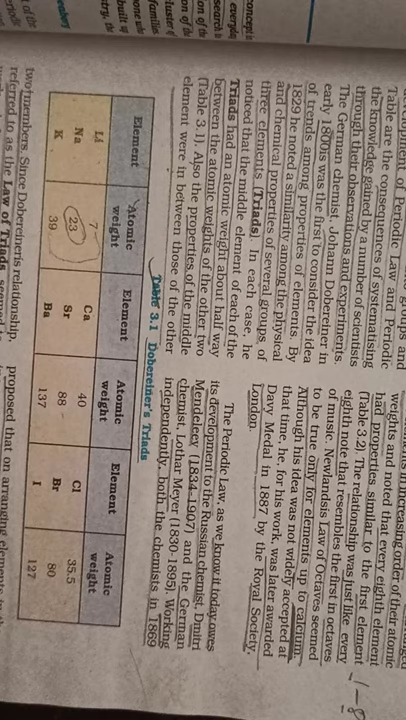 groups and
development of Periodic Law and Periodic
Table are the consequences of systematising
the knowledge gained by a number of scientists
through their observations and experiments.
The German chemist, Johann Dobereiner in
early 1800's was the first to consider the idea
of trends among properties of elements. By
1829 he noted a similarity among the physical
and chemical properties of several groups of
three elements (Triads). In each case, he
noticed that the middle element of each of the
Triads had an atomic weight about half way
between the atomic weights of the other two
(Table 3.1). Also the properties of the middle
element were in between those of the other
in increasing order of their atomic
weights and noted that every eighth element
had properties similar to the first element
(Table 3.2). The relationship was just like every
eighth note that resembles the first in octaves
of music. Newlands's Law of Octaves seemed
to be true only for elements up to calcium.
Although his idea was not widely accepted at
that time, he, for his work, was later awarded
Davy Medal in 1887 by the Royal Society,
London.
The Periodic Law, as we know it today owes
its development to the Russian chemist, Dmitri
Mendeleev (1834-1907) and the German
chemist, Lothar Meyer (1830-1895). Working
independently, both the chemists in 1869
Table 3.1 Dobereiner's Triads
Element Atomic weight Element Atomic weight Element Atomic weight
Li 7 Ca 40 Cl 35.5
Na 23 Sr 88 Br 80
K 39 Ba 137 I 127
two members. Since Dobereiner's relationship,
referred to as the Law of Triads, seemed to
proposed that on arranging elements in the